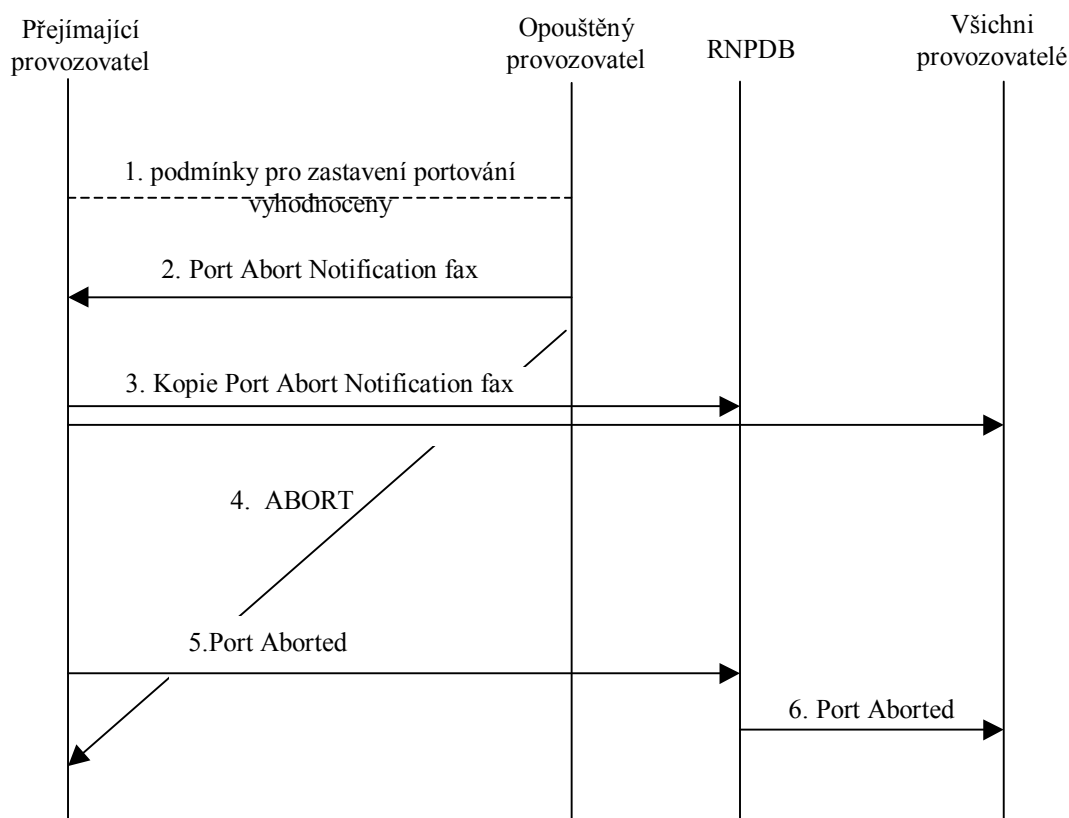 Přejímající
provozovatel
Opouštěný
provozovatel
RNPDB
Všichni
provozovatelé
1. podmínky pro zastavení portování
vyhodnoceny
2. Port Abort Notification fax
3. Kopie Port Abort Notification fax
4. ABORT
5.Port Aborted
6. Port Aborted